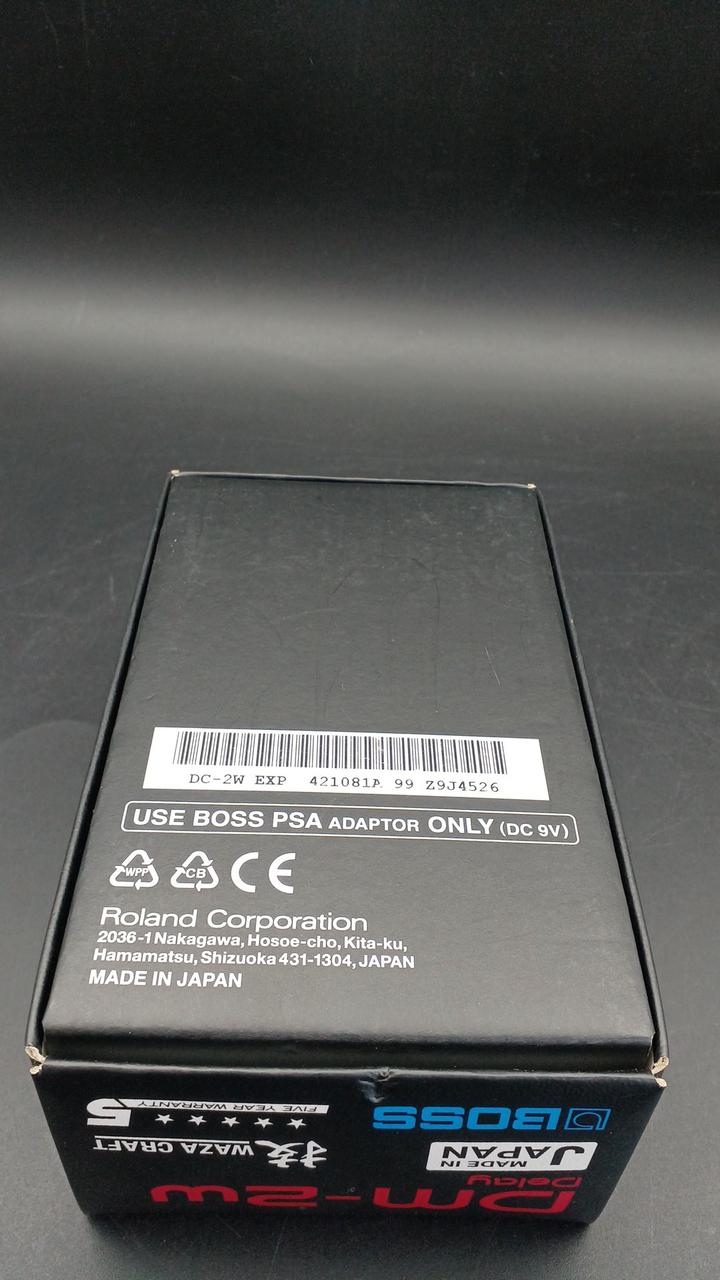 DC-2W EXP 421081A 99 Z9J4526
USE BOSS PSA ADAPTOR ONLY (DC 9V)
WPP CB CE
Roland Corporation
2036-1 Nakagawa, Hosoe-cho, Kita-ku,
Hamamatsu, Shizuoka 431-1304, JAPAN
MADE IN JAPAN
BOSS
5 FIVE YEAR WARRANTY
MADE IN JAPAN
技 WAZA CRAFT
DM-2W
Delay